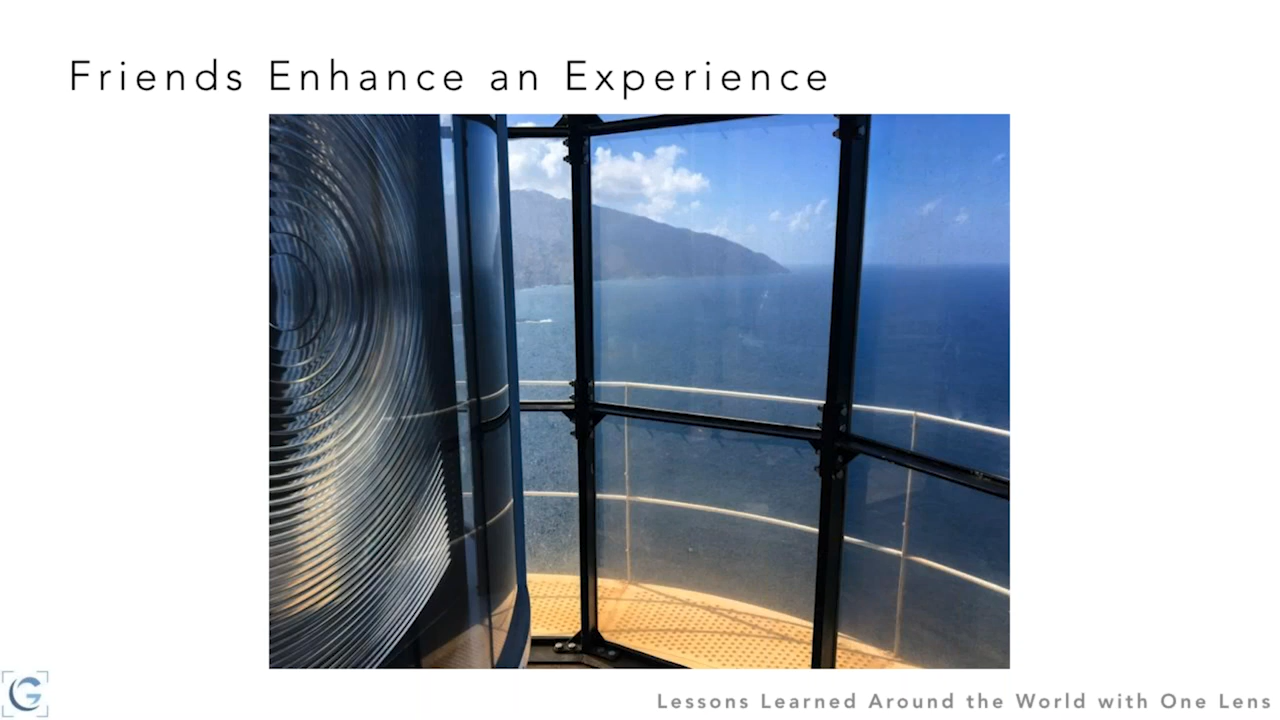 Friends Enhance an Experience
G
Lessons Learned Around the World with One Lens